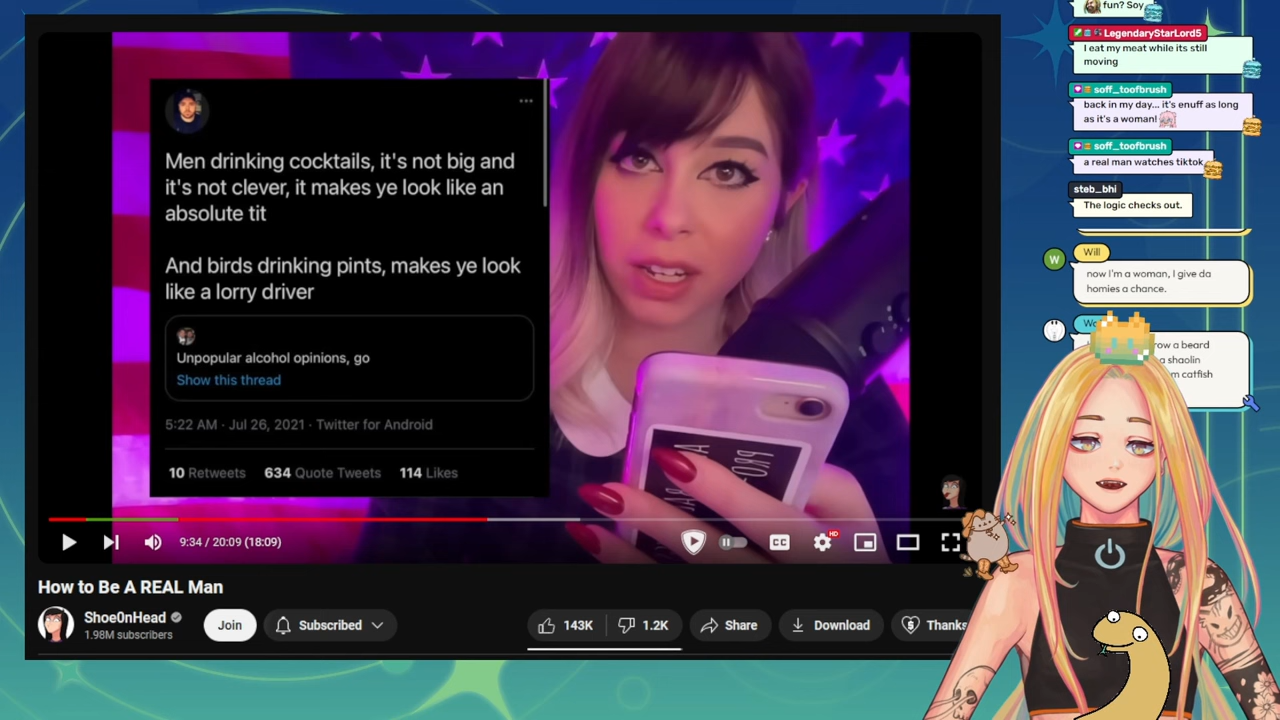 Men drinking cocktails, it's not big and
it's not clever, it makes ye look like an
absolute tit
And birds drinking pints, makes ye look
like a lorry driver
Unpopular alcohol opinions, go
Show this thread
5:22 AM · Jul 26, 2021 · Twitter for Android
10 Retweets 634 Quote Tweets 114 Likes
9:34 / 20:09 (18:09)
CC
HD
How to Be A REAL Man
Shoe0nHead
1.98M subscribers
Join
Subscribed
143K
1.2K
Share
Download
Thanks
fun? Soy
LegendaryStarLord5
I eat my meat while its still
moving
soff_toofbrush
back in my day... it's enuff as long
as it's a woman!
soff_toofbrush
a real man watches tiktok
steb_bhi
The logic checks out.
W
Will
now I'm a woman, I give da
homies a chance.
row a beard
a shaolin
catfish